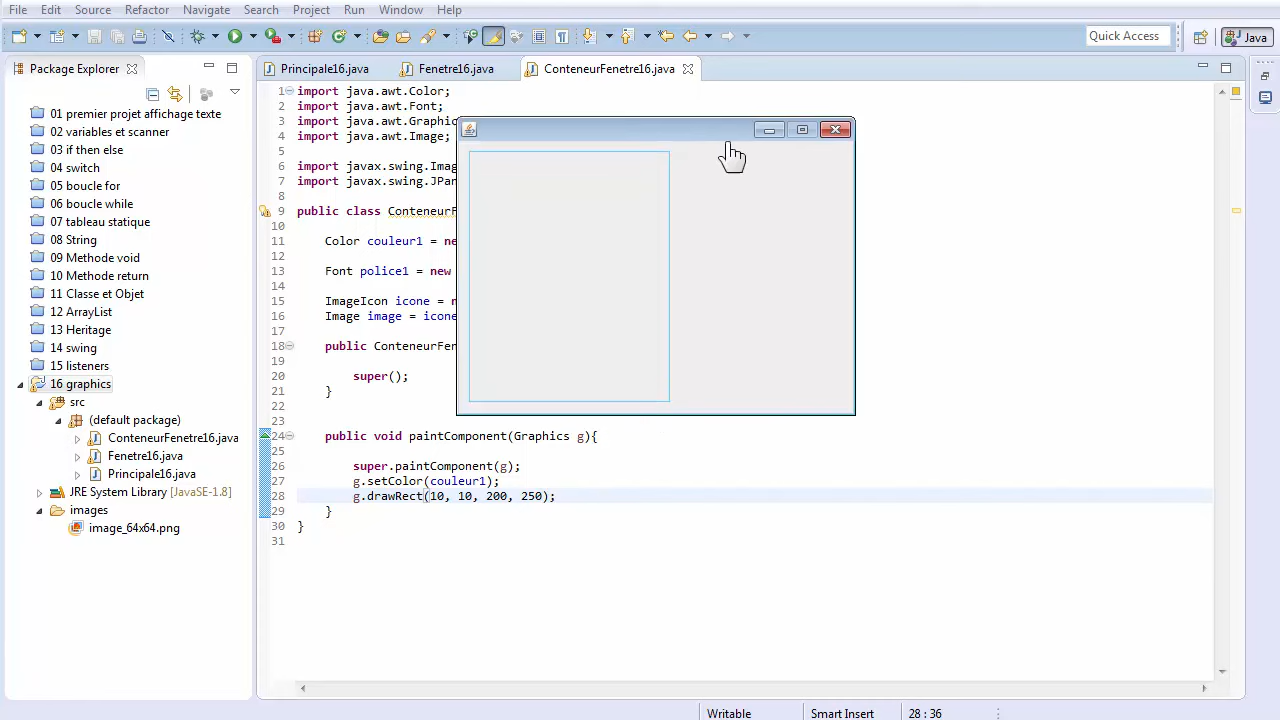 File Edit Source Refactor Navigate Search Project Run Window Help
Quick Access
Java
Package Explorer
Principale16.java
Fenetre16.java
ConteneurFenetre16.java
01 premier projet affichage texte
02 variables et scanner
03 if then else
04 switch
05 boucle for
06 boucle while
07 tableau statique
08 String
09 Methode void
10 Methode return
11 Classe et Objet
12 ArrayList
13 Heritage
14 swing
15 listeners
16 graphics
src
(default package)
ConteneurFenetre16.java
Fenetre16.java
Principale16.java
JRE System Library [JavaSE-1.8]
images
image_64x64.png
1 import java.awt.Color;
2 import java.awt.Font;
3 import java.awt.Graphic
4 import java.awt.Image;
5
6 import javax.swing.Imag
7 import javax.swing.JPan
8
9 public class ConteneurF
10
11 Color couleur1 = ne
12
13 Font police1 = new
14
15 ImageIcon icone = n
16 Image image = icone
17
18 public ConteneurFen
19
20 super();
21 }
22
23
24 public void paintComponent(Graphics g){
25
26 super.paintComponent(g);
27 g.setColor(couleur1);
28 g.drawRect(10, 10, 200, 250);
29 }
30 }
31
Writable Smart Insert 28 : 36